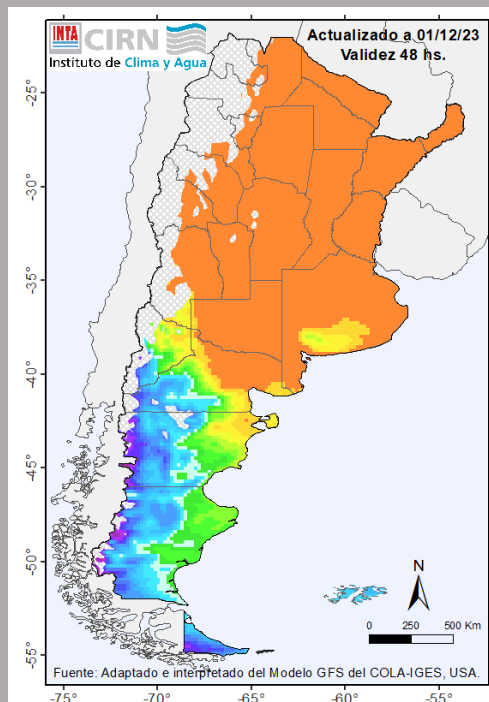 INTA CIRN
Instituto de Clima y Agua
Actualizado a 01/12/23
Validez 48 hs.
-25°
-30°
-35°
-40°
-45°
-50°
-55°
N
0 250 500 Km
Fuente: Adaptado e interpretado del Modelo GFS del COLA-IGES, USA.
-75° -70 -65° -60° -55°